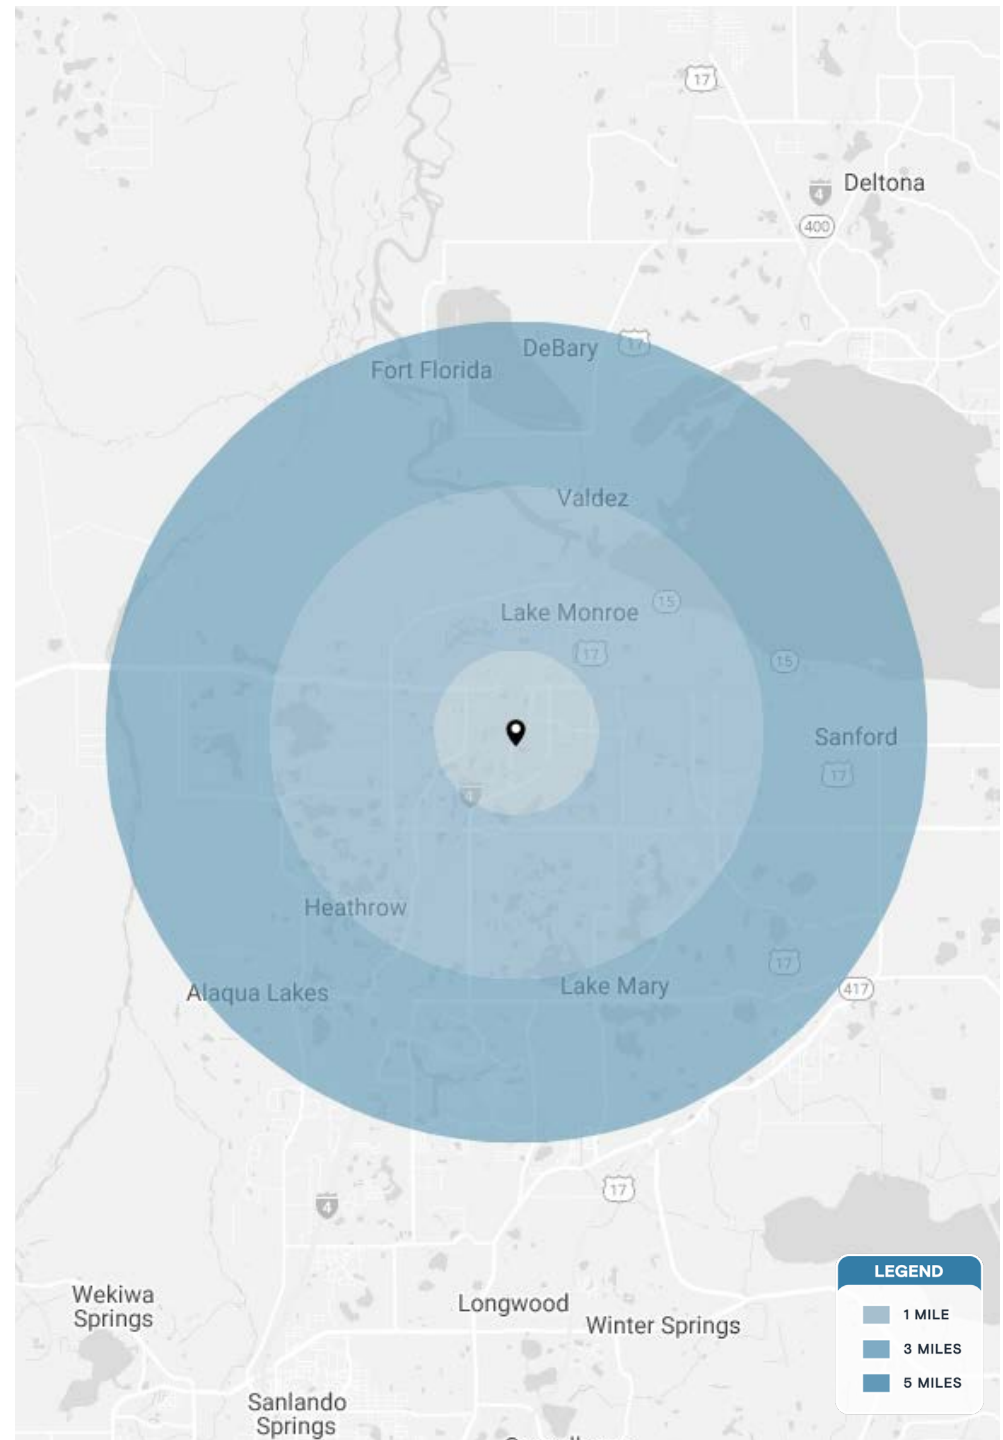 17
Deltona
4
400
DeBary
17
Fort Florida
Valdez
15
Lake Monroe
17
15
Sanford
17
4
Heathrow
17
Lake Mary
417
Alaqua Lakes
17
4
LEGEND
1 MILE
3 MILES
5 MILES
Wekiwa
Springs
Longwood
Winter Springs
Sanlando
Springs